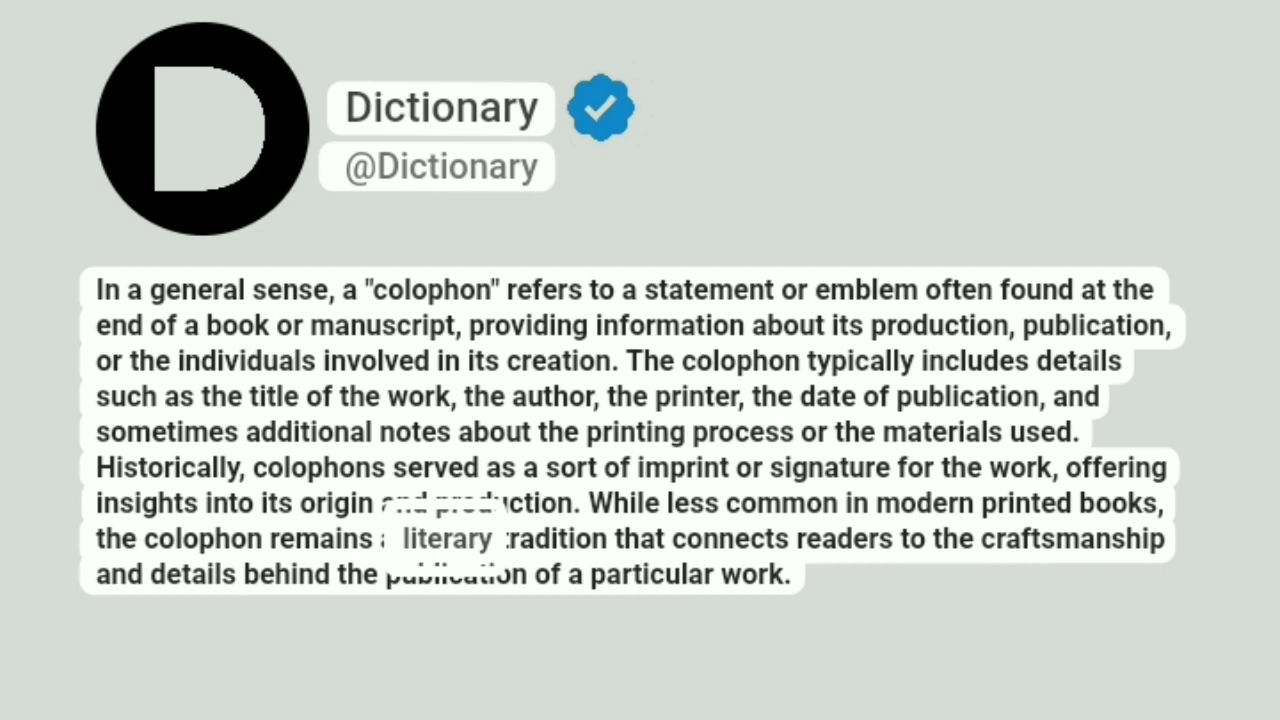 D
Dictionary
@Dictionary
In a general sense, a "colophon" refers to a statement or emblem often found at the
end of a book or manuscript, providing information about its production, publication,
or the individuals involved in its creation. The colophon typically includes details
such as the title of the work, the author, the printer, the date of publication, and
sometimes additional notes about the printing process or the materials used.
Historically, colophons served as a sort of imprint or signature for the work, offering
insights into its origin and production. While less common in modern printed books,
the colophon remains literary tradition that connects readers to the craftsmanship
and details behind the publication of a particular work.